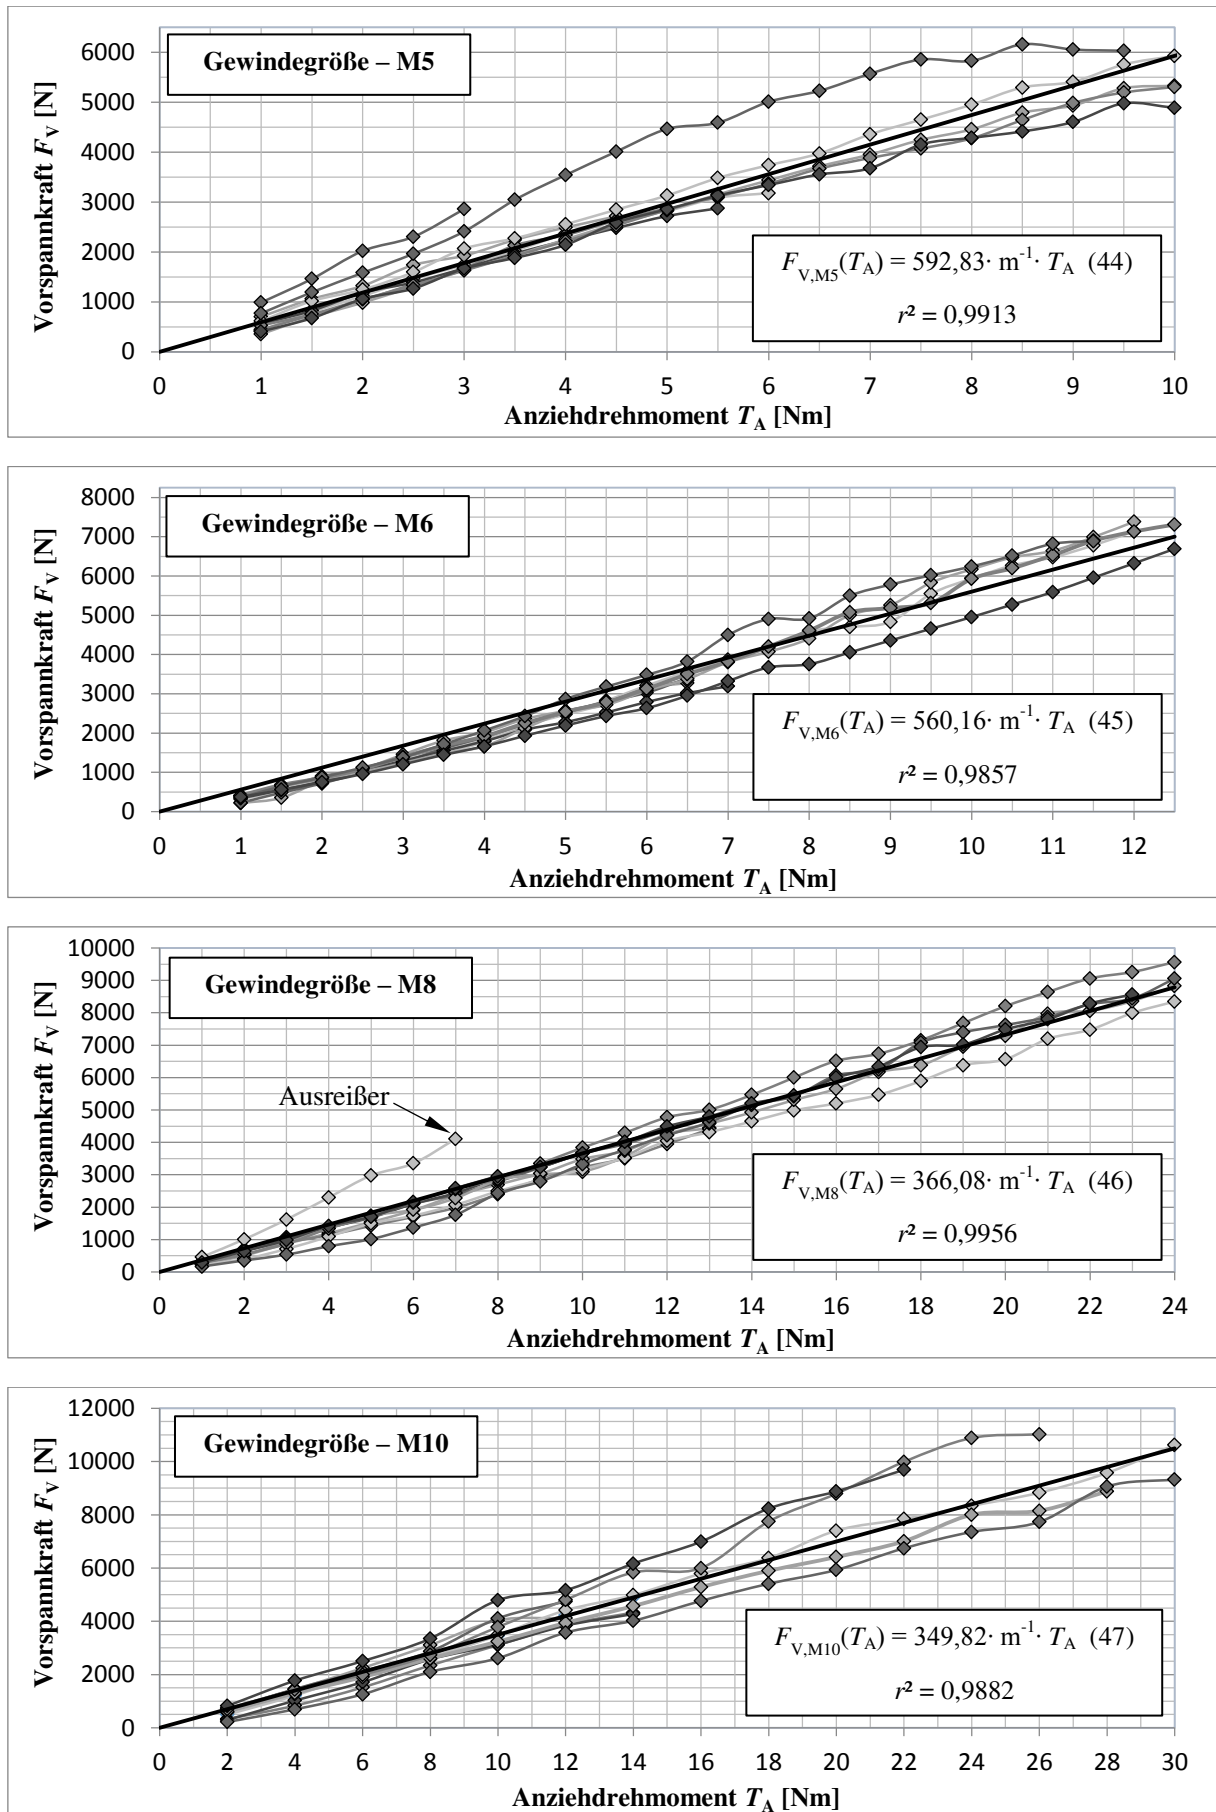 Gewindegröße – M5
Vorspannkraft F_V [N]
6000
5000
4000
3000
2000
1000
0
F_V,M5(T_A) = 592,83· m⁻¹· T_A (44)
r² = 0,9913
0 1 2 3 4 5 6 7 8 9 10
Anziehdrehmoment T_A [Nm]
Gewindegröße – M6
Vorspannkraft F_V [N]
8000
7000
6000
5000
4000
3000
2000
1000
0
F_V,M6(T_A) = 560,16· m⁻¹· T_A (45)
r² = 0,9857
0 1 2 3 4 5 6 7 8 9 10 11 12
Anziehdrehmoment T_A [Nm]
Gewindegröße – M8
Vorspannkraft F_V [N]
10000
9000
8000
7000
6000
5000
4000
3000
2000
1000
0
Ausreißer
F_V,M8(T_A) = 366,08· m⁻¹· T_A (46)
r² = 0,9956
0 2 4 6 8 10 12 14 16 18 20 22 24
Anziehdrehmoment T_A [Nm]
Gewindegröße – M10
Vorspannkraft F_V [N]
12000
10000
8000
6000
4000
2000
0
F_V,M10(T_A) = 349,82· m⁻¹· T_A (47)
r² = 0,9882
0 2 4 6 8 10 12 14 16 18 20 22 24 26 28 30
Anziehdrehmoment T_A [Nm]